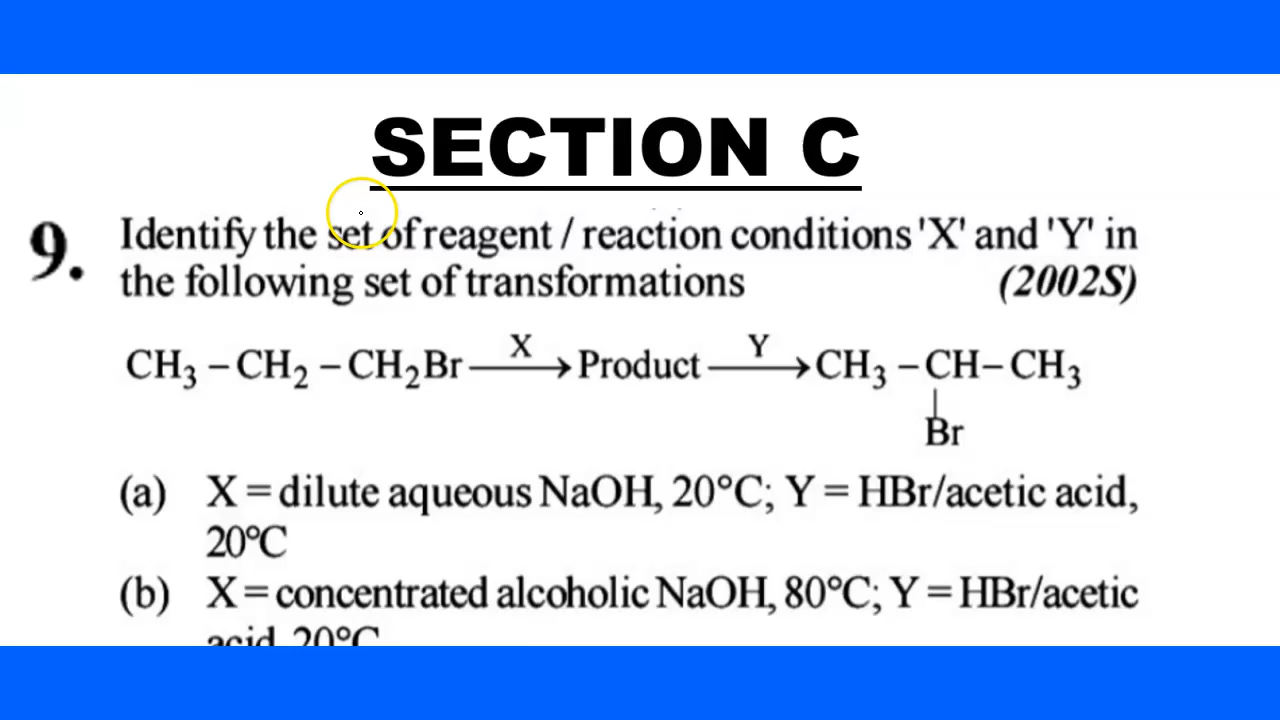 SECTION C
9. Identify the set of reagent / reaction conditions 'X' and 'Y' in
the following set of transformations (2002S)
X Y
CH₃ – CH₂ – CH₂Br ⟶ Product ⟶ CH₃ – CH – CH₃
|
Br
(a) X = dilute aqueous NaOH, 20°C; Y = HBr/acetic acid,
20°C
(b) X = concentrated alcoholic NaOH, 80°C; Y = HBr/acetic
acid, 20°C